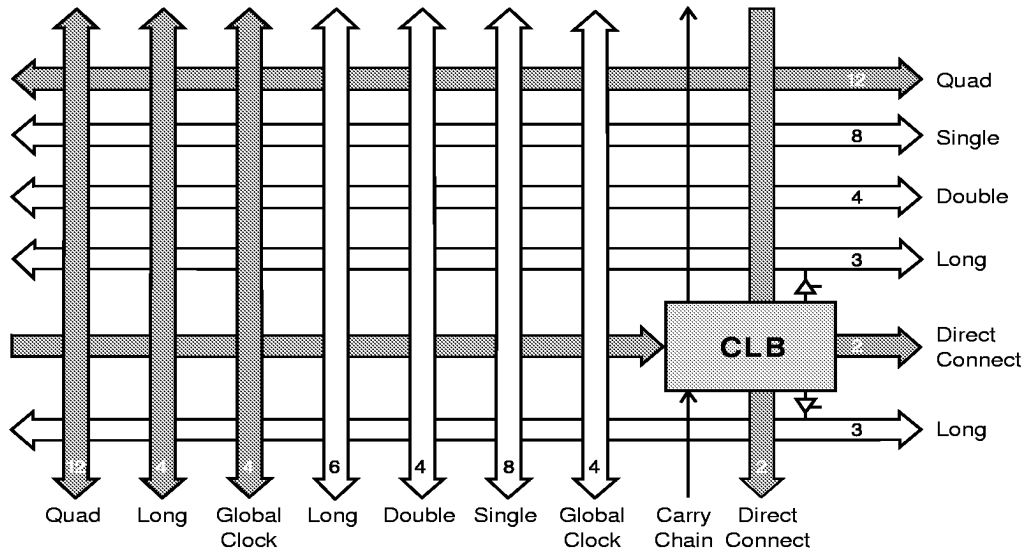 12
Quad
8
Single
4
Double
3
Long
CLB
2
Direct
Connect
3
Long
12
4
4
6
4
8
4
2
Quad
Long
Global
Clock
Long
Double
Single
Global
Clock
Carry
Chain
Direct
Connect